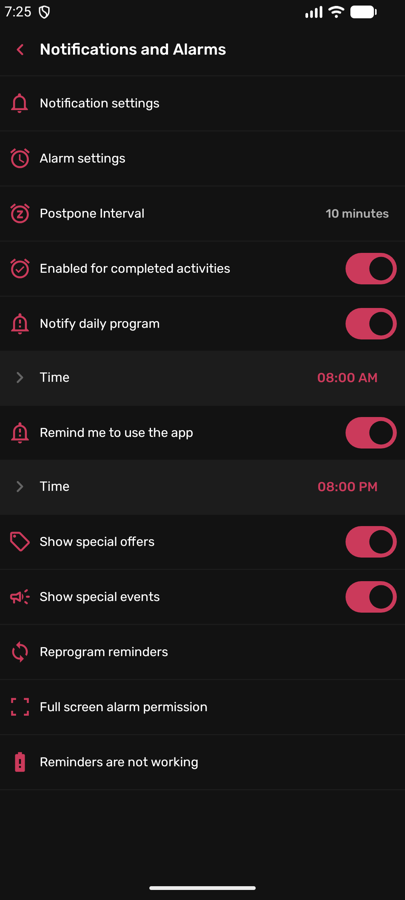 7:25
Notifications and Alarms
Notification settings
Alarm settings
Postpone Interval 10 minutes
Enabled for completed activities
Notify daily program
Time 08:00 AM
Remind me to use the app
Time 08:00 PM
Show special offers
Show special events
Reprogram reminders
Full screen alarm permission
Reminders are not working